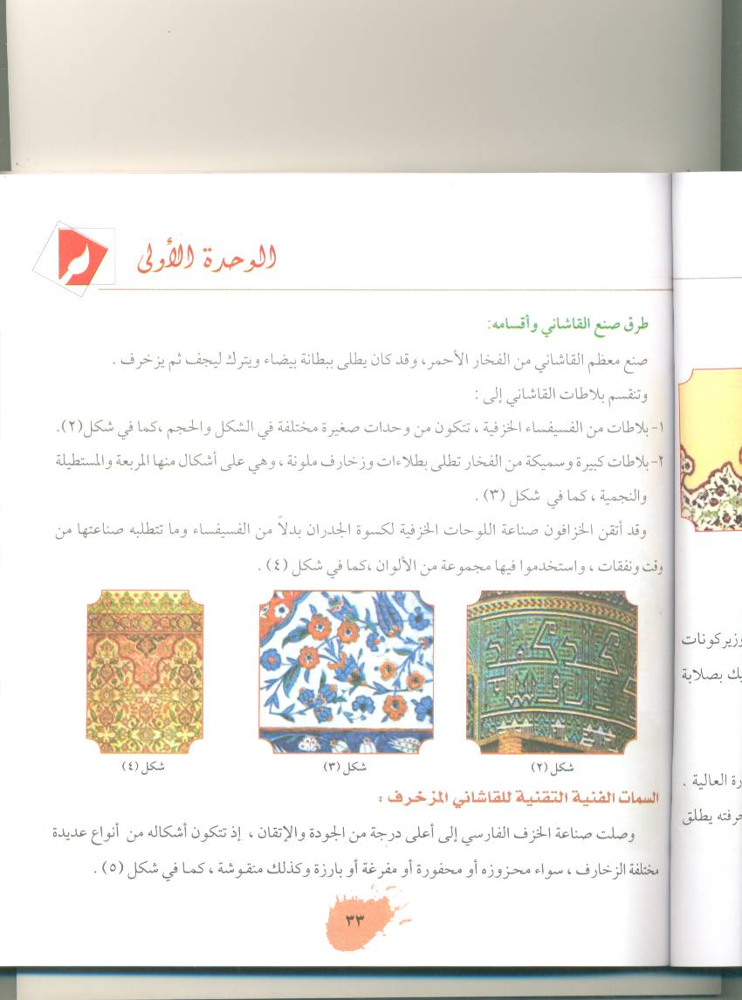 الوحدة الأولى
طرق صنع القاشاني وأقسامه:
صنع معظم القاشاني من الفخار الأحمر، وقد كان يطلى ببطانة بيضاء ويترك ليجف ثم يزخرف .
وتنقسم بلاطات القاشاني إلى :
١- بلاطات من الفسيفساء الخزفية ، تتكون من وحدات صغيرة مختلفة في الشكل والحجم ،كما في شكل(٢).
٢- بلاطات كبيرة وسميكة من الفخار تطلى بطلاءات وزخارف ملونة ، وهي على أشكال منها المربعة والمستطيلة
والنجمية ، كما في شكل (٣) .
وقد أتقن الخزافون صناعة اللوحات الخزفية لكسوة الجدران بدلاً من الفسيفساء وما تتطلبه صناعتها من
وقت ونفقات ، واستخدموا فيها مجموعة من الألوان ،كما في شكل (٤) .
شكل (٢)
شكل (٣)
شكل (٤)
السمات الفنية التقنية للقاشاني المزخرف :
وصلت صناعة الخزف الفارسي إلى أعلى درجة من الجودة والإتقان ، إذ تتكون أشكاله من أنواع عديدة
مختلفة الزخارف ، سواء محزوزه أو محفورة أو مفرغة أو بارزة وكذلك منقوشة ، كما في شكل (٥) .
٣٣
وزيركونات
بصلابة
العالية .
يطلق